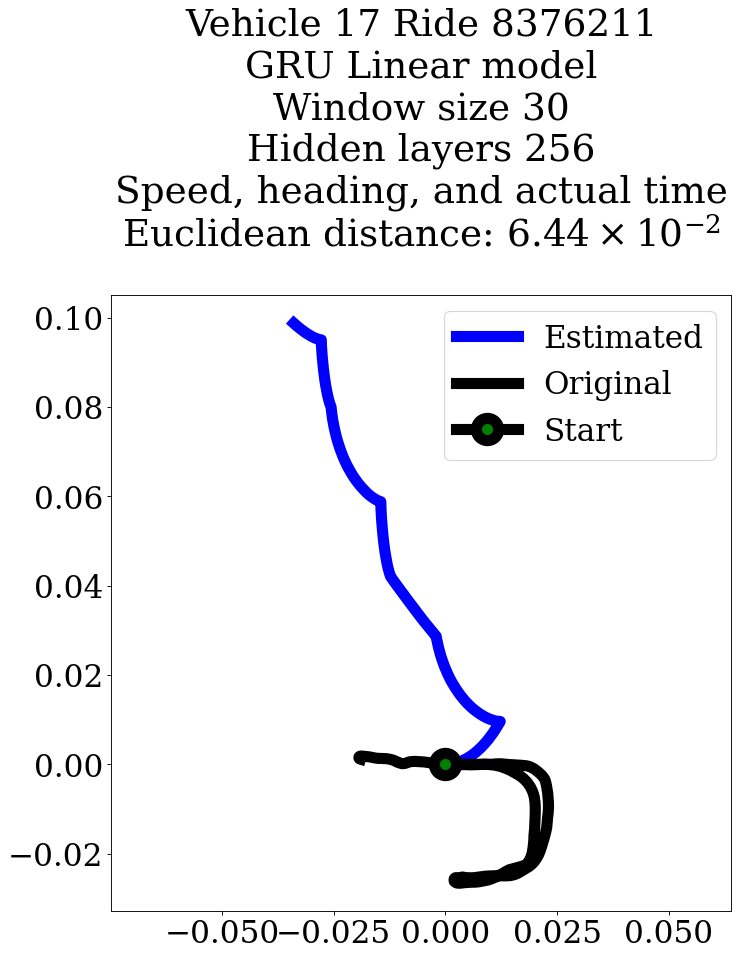 Vehicle 17 Ride 8376211
GRU Linear model
Window size 30
Hidden layers 256
Speed, heading, and actual time
Euclidean distance: 6.44 × 10⁻²
Estimated
Original
Start
0.10
0.08
0.06
0.04
0.02
0.00
−0.02
−0.050 −0.025 0.000 0.025 0.050